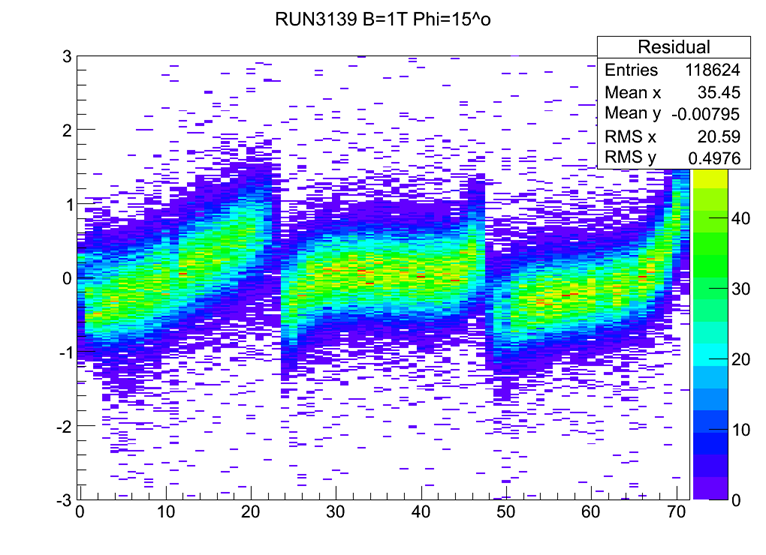 RUN3139 B=1T Phi=15^o
Residual
Entries 118624
Mean x 35.45
Mean y -0.00795
RMS x 20.59
RMS y 0.4976
3
2
1
0
-1
-2
-3
0 10 20 30 40 50 60 70
40
30
20
10
0